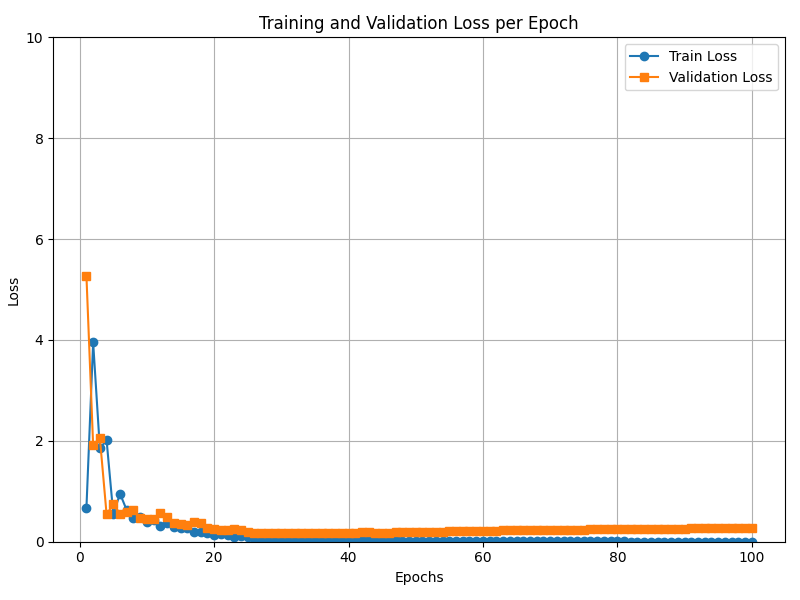 Training and Validation Loss per Epoch
Train Loss
Validation Loss
10
8
6
4
2
0
Loss
0 20 40 60 80 100
Epochs